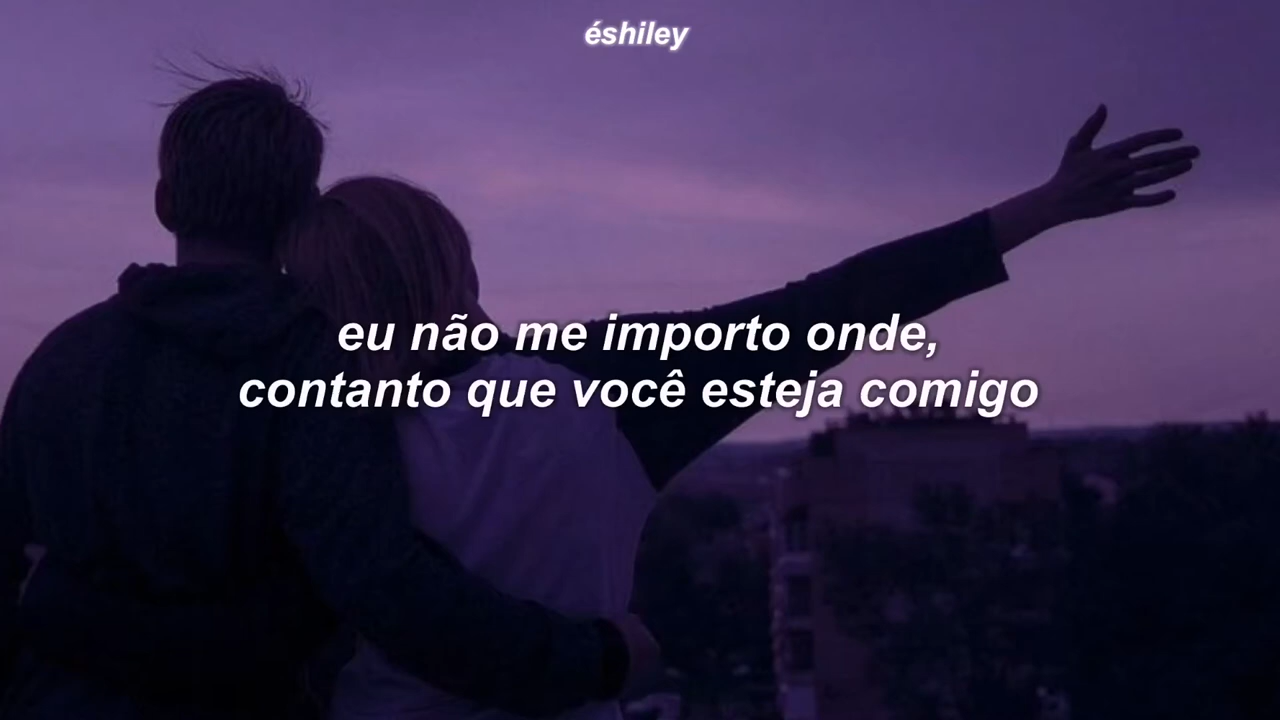 éshiley
eu não me importo onde,
contanto que você esteja comigo